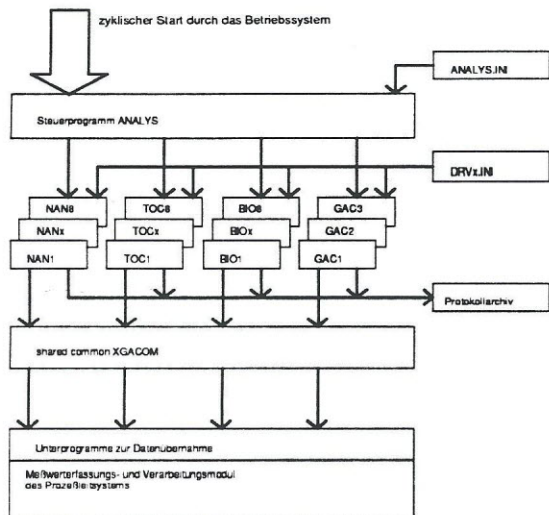 zyklischer Start durch das Betriebssystem
ANALYS.INI
Steuerprogramm ANALYS
DRVx.INI
NAN8
TOC8
BIO8
GAC3
NANx
TOCx
BIOx
GAC2
NAN1
TOC1
BIO1
GAC1
Protokollarchiv
shared common XGACOM
Unterprogramme zur Datenübernahme
Meßwerterfassungs- und Verarbeitungsmodul
des Prozeßleitsystems